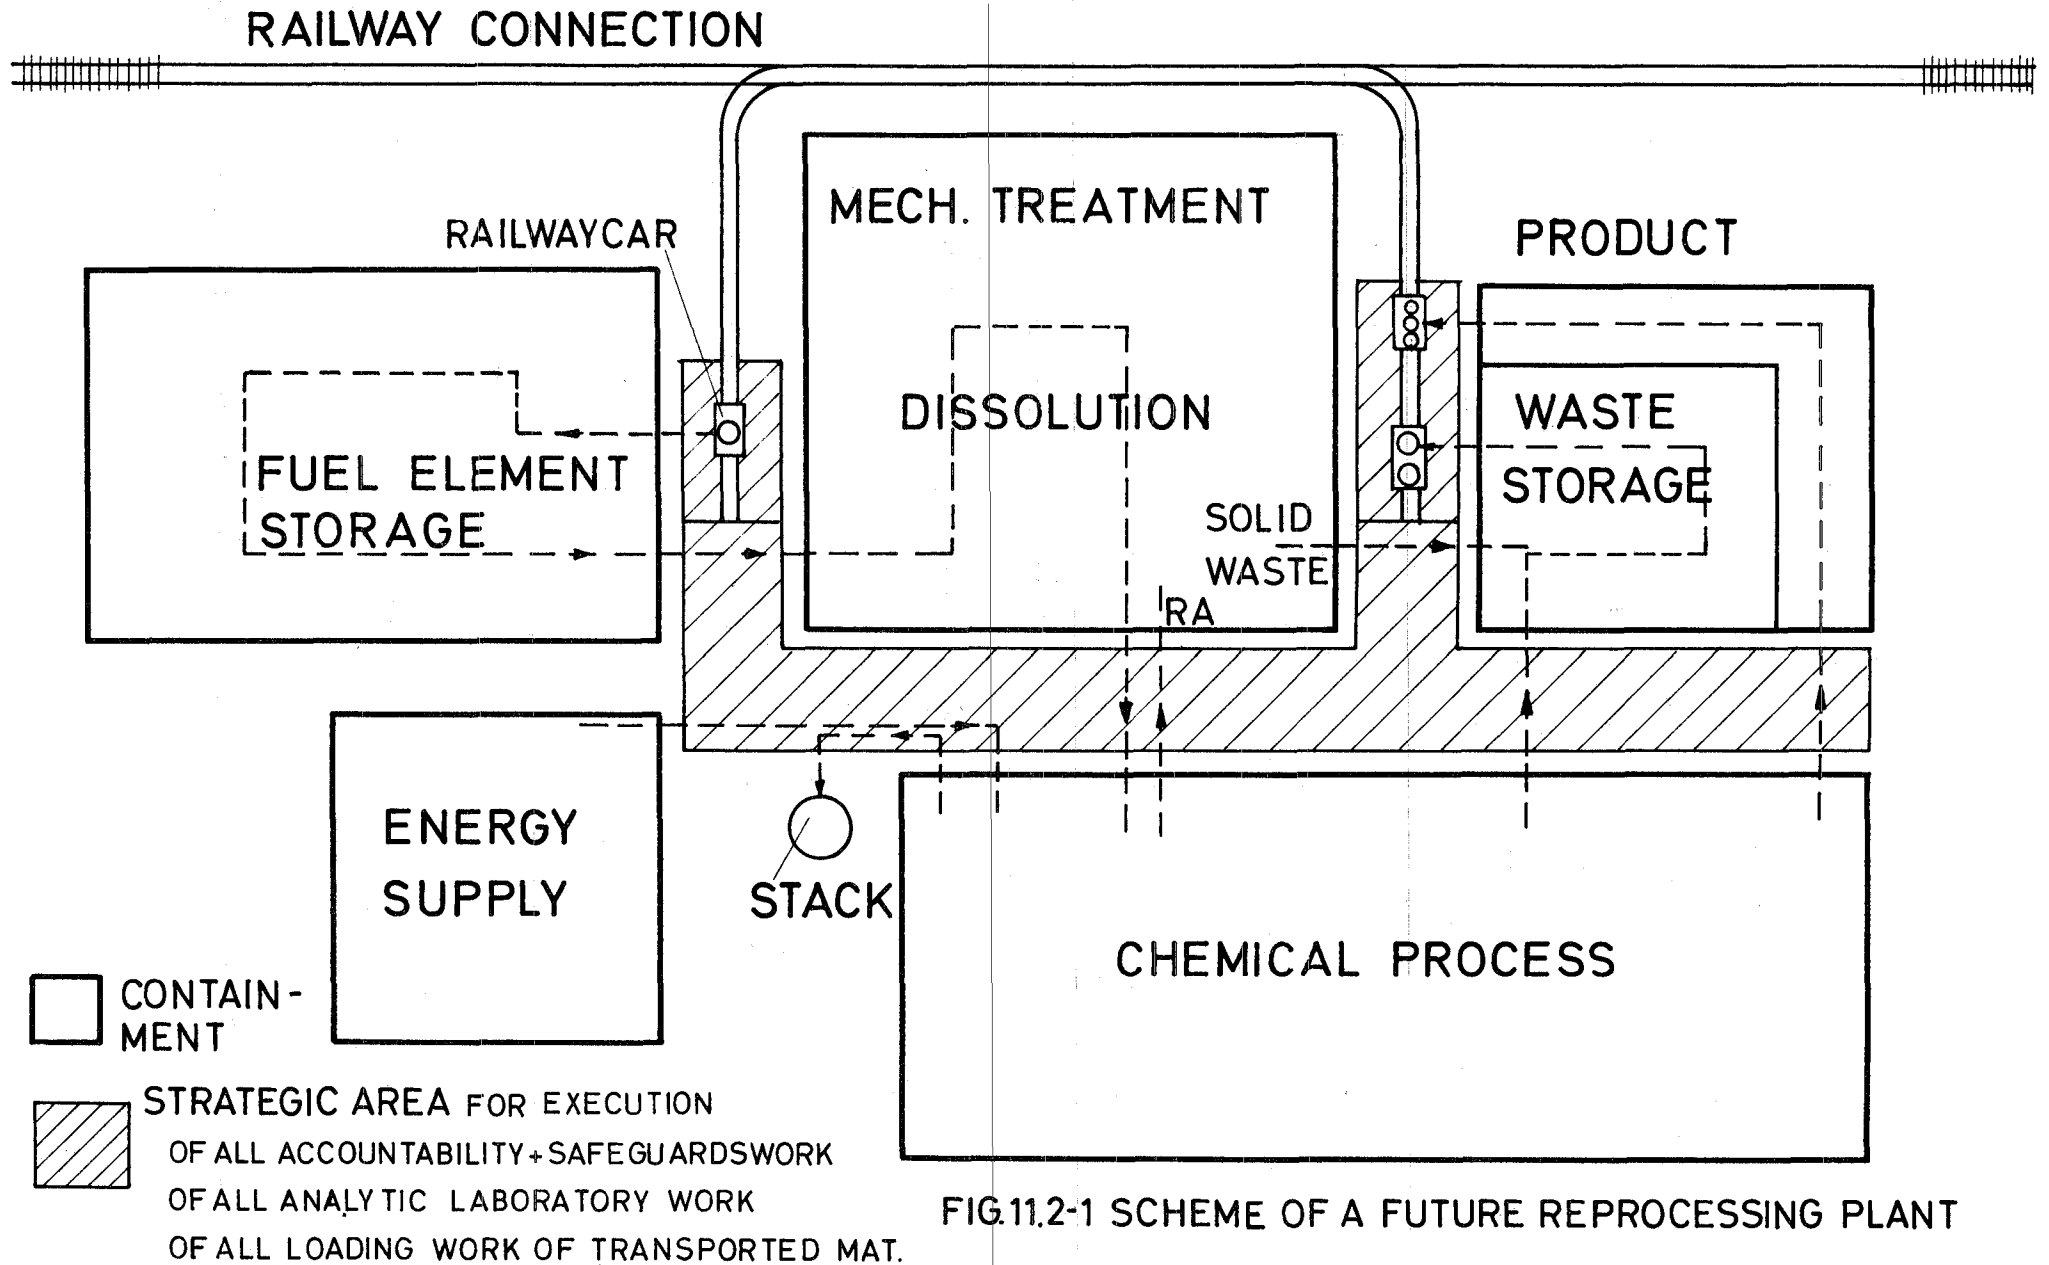 RAILWAY CONNECTION
MECH. TREATMENT
RAILWAYCAR
PRODUCT
DISSOLUTION
WASTE
STORAGE
FUEL ELEMENT
STORAGE
SOLID
WASTE
RA
ENERGY
SUPPLY
STACK
CHEMICAL PROCESS
CONTAIN-
MENT
STRATEGIC AREA FOR EXECUTION
OF ALL ACCOUNTABILITY+SAFEGUARDSWORK
OF ALL ANALYTIC LABORATORY WORK
OF ALL LOADING WORK OF TRANSPORTED MAT.
FIG.11.2-1 SCHEME OF A FUTURE REPROCESSING PLANT